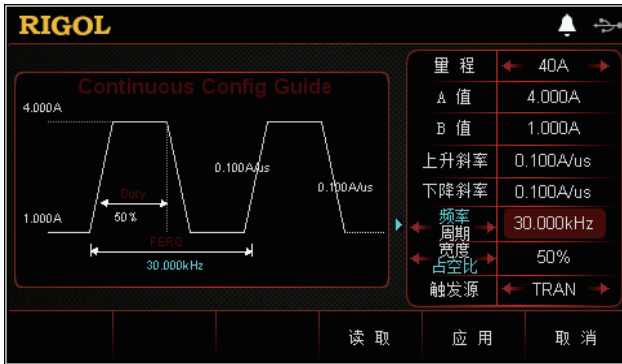 RIGOL
Continuous Config Guide
4.000A
0.100A/us
0.100A/us
Duty
50%
1.000A
FERQ
30.000kHz
量程 40A
A 值 4.000A
B 值 1.000A
上升斜率 0.100A/us
下降斜率 0.100A/us
频率
周期
30.000kHz
宽度
占空比
50%
触发源 TRAN
读取 应用 取消